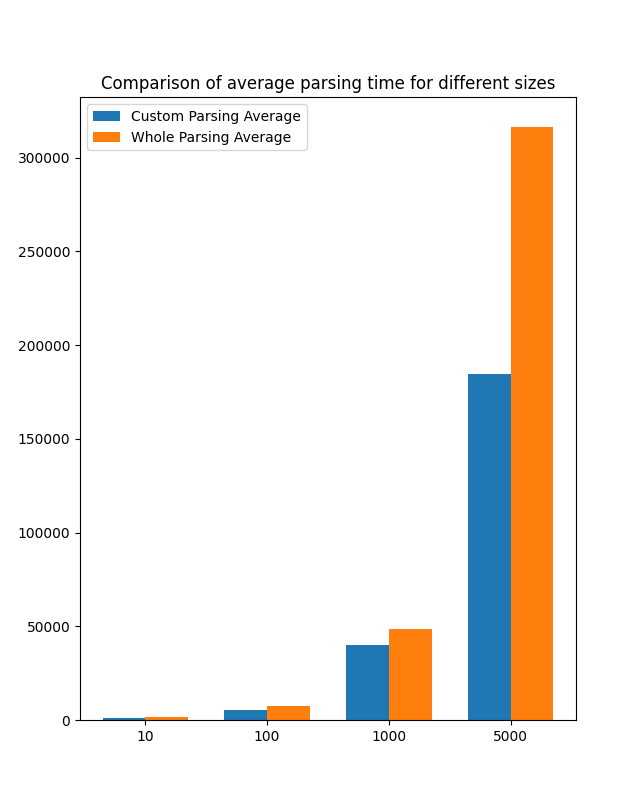 Comparison of average parsing time for different sizes
Custom Parsing Average
Whole Parsing Average
300000
250000
200000
150000
100000
50000
0
10 100 1000 5000